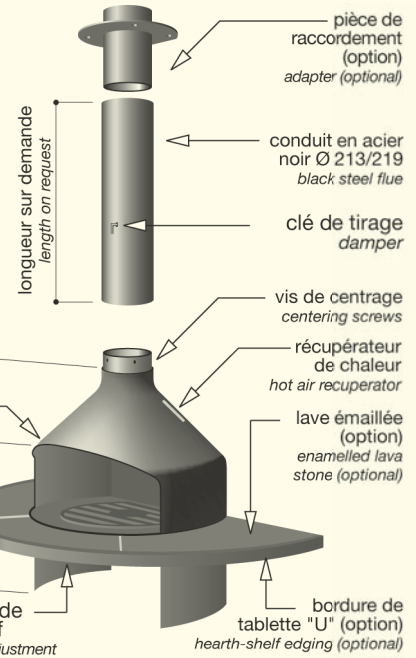 pièce de
raccordement
(option)
adapter (optional)
longueur sur demande
length on request
conduit en acier
noir Ø 213/219
black steel flue
clé de tirage
damper
vis de centrage
centering screws
récupérateur
de chaleur
hot air recuperator
lave émaillée
(option)
enamelled lava
stone (optional)
de
bordure de
tablette "U" (option)
hearth-shelf edging (optional)